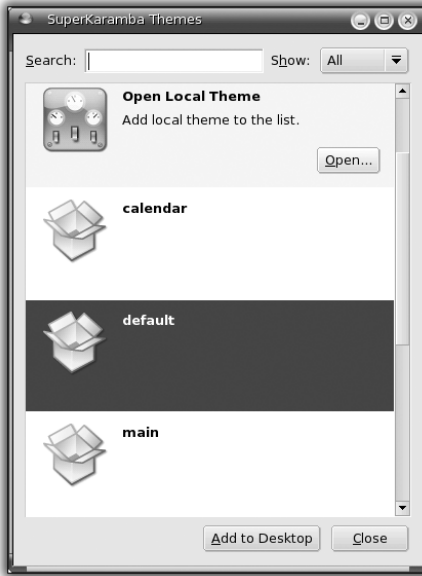 SuperKaramba Themes
Search: Show: All
Open Local Theme
Add local theme to the list.
Open...
calendar
default
main
Add to Desktop Close